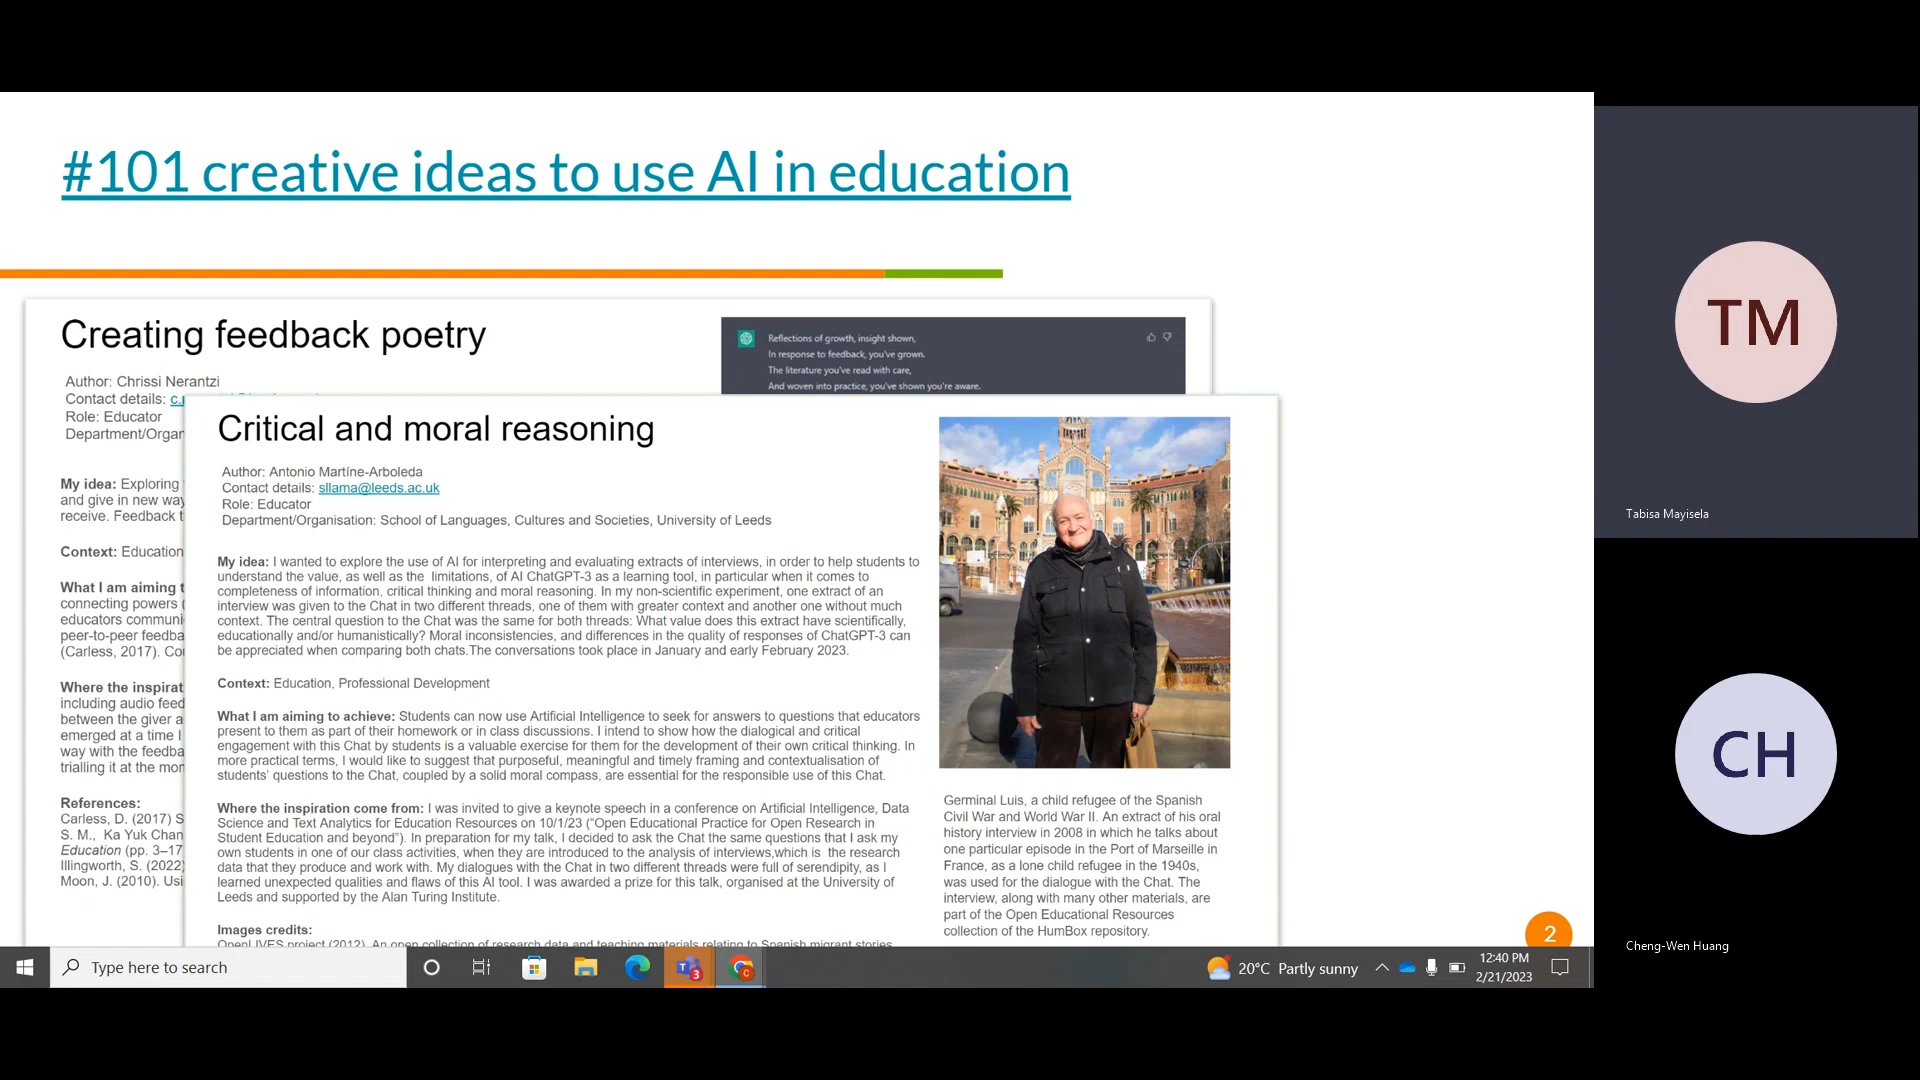 #101 creative ideas to use AI in education
Creating feedback poetry
Author: Chrissi Nerantzi
Contact details:
Role: Educator
My idea: Exploring
and give in new way
receive. Feedback t
Context: Education
What I am aiming t
connecting powers (
educators communi
peer-to-peer feedba
(Carless, 2017). Co
Where the inspirat
including audio feed
between the giver a
emerged at a time I
way with the feedba
trialling it at the mor
References:
Carless, D. (2017) S
S. M., Ka Yuk Chan
Education (pp. 3–17
Illingworth, S. (2022)
Moon, J. (2010). Usi
Reflections of growth, insight shown,
In response to feedback, you've grown.
The literature you've read with care,
And woven into practice, you've shown you're aware.
Critical and moral reasoning
Author: Antonio Martíne-Arboleda
Contact details: sllama@leeds.ac.uk
Role: Educator
Department/Organisation: School of Languages, Cultures and Societies, University of Leeds
My idea: I wanted to explore the use of AI for interpreting and evaluating extracts of interviews, in order to help students to
understand the value, as well as the limitations, of AI ChatGPT-3 as a learning tool, in particular when it comes to
completeness of information, critical thinking and moral reasoning. In my non-scientific experiment, one extract of an
interview was given to the Chat in two different threads, one of them with greater context and another one without much
context. The central question to the Chat was the same for both threads: What value does this extract have scientifically,
educationally and/or humanistically? Moral inconsistencies, and differences in the quality of responses of ChatGPT-3 can
be appreciated when comparing both chats.The conversations took place in January and early February 2023.
Context: Education, Professional Development
What I am aiming to achieve: Students can now use Artificial Intelligence to seek for answers to questions that educators
present to them as part of their homework or in class discussions. I intend to show how the dialogical and critical
engagement with this Chat by students is a valuable exercise for them for the development of their own critical thinking. In
more practical terms, I would like to suggest that purposeful, meaningful and timely framing and contextualisation of
students' questions to the Chat, coupled by a solid moral compass, are essential for the responsible use of this Chat.
Where the inspiration come from: I was invited to give a keynote speech in a conference on Artificial Intelligence, Data
Science and Text Analytics for Education Resources on 10/1/23 ("Open Educational Practice for Open Research in
Student Education and beyond"). In preparation for my talk, I decided to ask the Chat the same questions that I ask my
own students in one of our class activities, when they are introduced to the analysis of interviews,which is the research
data that they produce and work with. My dialogues with the Chat in two different threads were full of serendipity, as I
learned unexpected qualities and flaws of this AI tool. I was awarded a prize for this talk, organised at the University of
Leeds and supported by the Alan Turing Institute.
Images credits:
OpenLIVES project (2012). An open collection of research data and teaching materials relating to Spanish migrant stories
Germinal Luis, a child refugee of the Spanish
Civil War and World War II. An extract of his oral
history interview in 2008 in which he talks about
one particular episode in the Port of Marseille in
France, as a lone child refugee in the 1940s,
was used for the dialogue with the Chat. The
interview, along with many other materials, are
part of the Open Educational Resources
collection of the HumBox repository.
2
TM
Tabisa Mayisela
CH
Cheng-Wen Huang
Type here to search
3
C
20°C Partly sunny
12:40 PM
2/21/2023